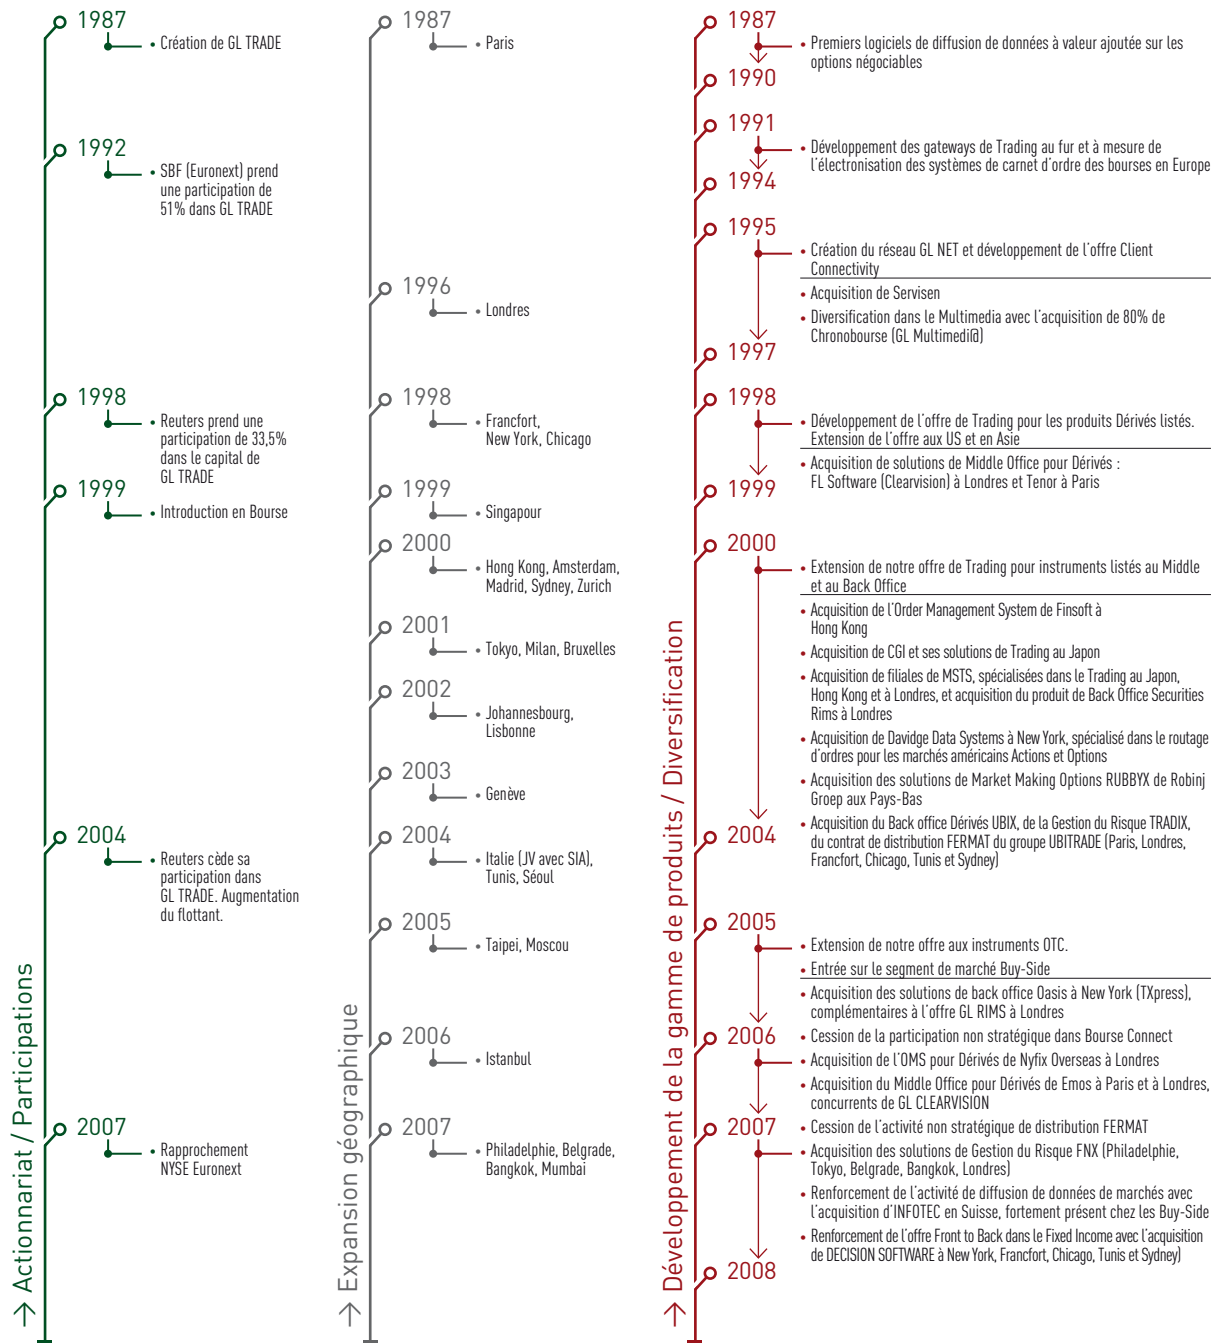 1987
• Création de GL TRADE
1992
• SBF (Euronext) prend
une participation de
51% dans GL TRADE
1998
• Reuters prend une
participation de 33,5%
dans le capital de
GL TRADE
1999
• Introduction en Bourse
2004
• Reuters cède sa
participation dans
GL TRADE. Augmentation
du flottant.
2007
• Rapprochement
NYSE Euronext
→ Actionnariat / Participations
1987
• Paris
1996
• Londres
1998
• Francfort,
New York, Chicago
1999
• Singapour
2000
• Hong Kong, Amsterdam,
Madrid, Sydney, Zurich
2001
• Tokyo, Milan, Bruxelles
2002
• Johannesbourg,
Lisbonne
2003
• Genève
2004
• Italie (JV avec SIA),
Tunis, Séoul
2005
• Taipei, Moscou
2006
• Istanbul
2007
• Philadelphie, Belgrade,
Bangkok, Mumbai
→ Expansion géographique
1987
• Premiers logiciels de diffusion de données à valeur ajoutée sur les
options négociables
1990
1991
• Développement des gateways de Trading au fur et à mesure de
l'électronisation des systèmes de carnet d'ordre des bourses en Europe
1994
1995
• Création du réseau GL NET et développement de l'offre Client
Connectivity
• Acquisition de Servisen
• Diversification dans le Multimedia avec l'acquisition de 80% de
Chronobourse (GL Multimedi@)
1997
1998
• Développement de l'offre de Trading pour les produits Dérivés listés.
Extension de l'offre aux US et en Asie
• Acquisition de solutions de Middle Office pour Dérivés :
FL Software (Clearvision) à Londres et Tenor à Paris
1999
2000
• Extension de notre offre de Trading pour instruments listés au Middle
et au Back Office
• Acquisition de l'Order Management System de Finsoft à
Hong Kong
• Acquisition de CGI et ses solutions de Trading au Japon
• Acquisition de filiales de MSTS, spécialisées dans le Trading au Japon,
Hong Kong et à Londres, et acquisition du produit de Back Office Securities
Rims à Londres
• Acquisition de Davidge Data Systems à New York, spécialisé dans le routage
d'ordres pour les marchés américains Actions et Options
• Acquisition des solutions de Market Making Options RUBBYX de Robinj
Groep aux Pays-Bas
• Acquisition du Back office Dérivés UBIX, de la Gestion du Risque TRADIX,
du contrat de distribution FERMAT du groupe UBITRADE (Paris, Londres,
Francfort, Chicago, Tunis et Sydney)
2004
2005
• Extension de notre offre aux instruments OTC.
• Entrée sur le segment de marché Buy-Side
• Acquisition des solutions de back office Oasis à New York (TXpress),
complémentaires à l'offre GL RIMS à Londres
2006
• Cession de la participation non stratégique dans Bourse Connect
• Acquisition de l'OMS pour Dérivés de Nyfix Overseas à Londres
• Acquisition du Middle Office pour Dérivés de Emos à Paris et à Londres,
concurrents de GL CLEARVISION
• Cession de l'activité non stratégique de distribution FERMAT
2007
• Acquisition des solutions de Gestion du Risque FNX (Philadelphie,
Tokyo, Belgrade, Bangkok, Londres)
• Renforcement de l'activité de diffusion de données de marchés avec
l'acquisition d'INFOTEC en Suisse, fortement présent chez les Buy-Side
• Renforcement de l'offre Front to Back dans le Fixed Income avec l'acquisition
de DECISION SOFTWARE à New York, Francfort, Chicago, Tunis et Sydney)
2008
→ Développement de la gamme de produits / Diversification